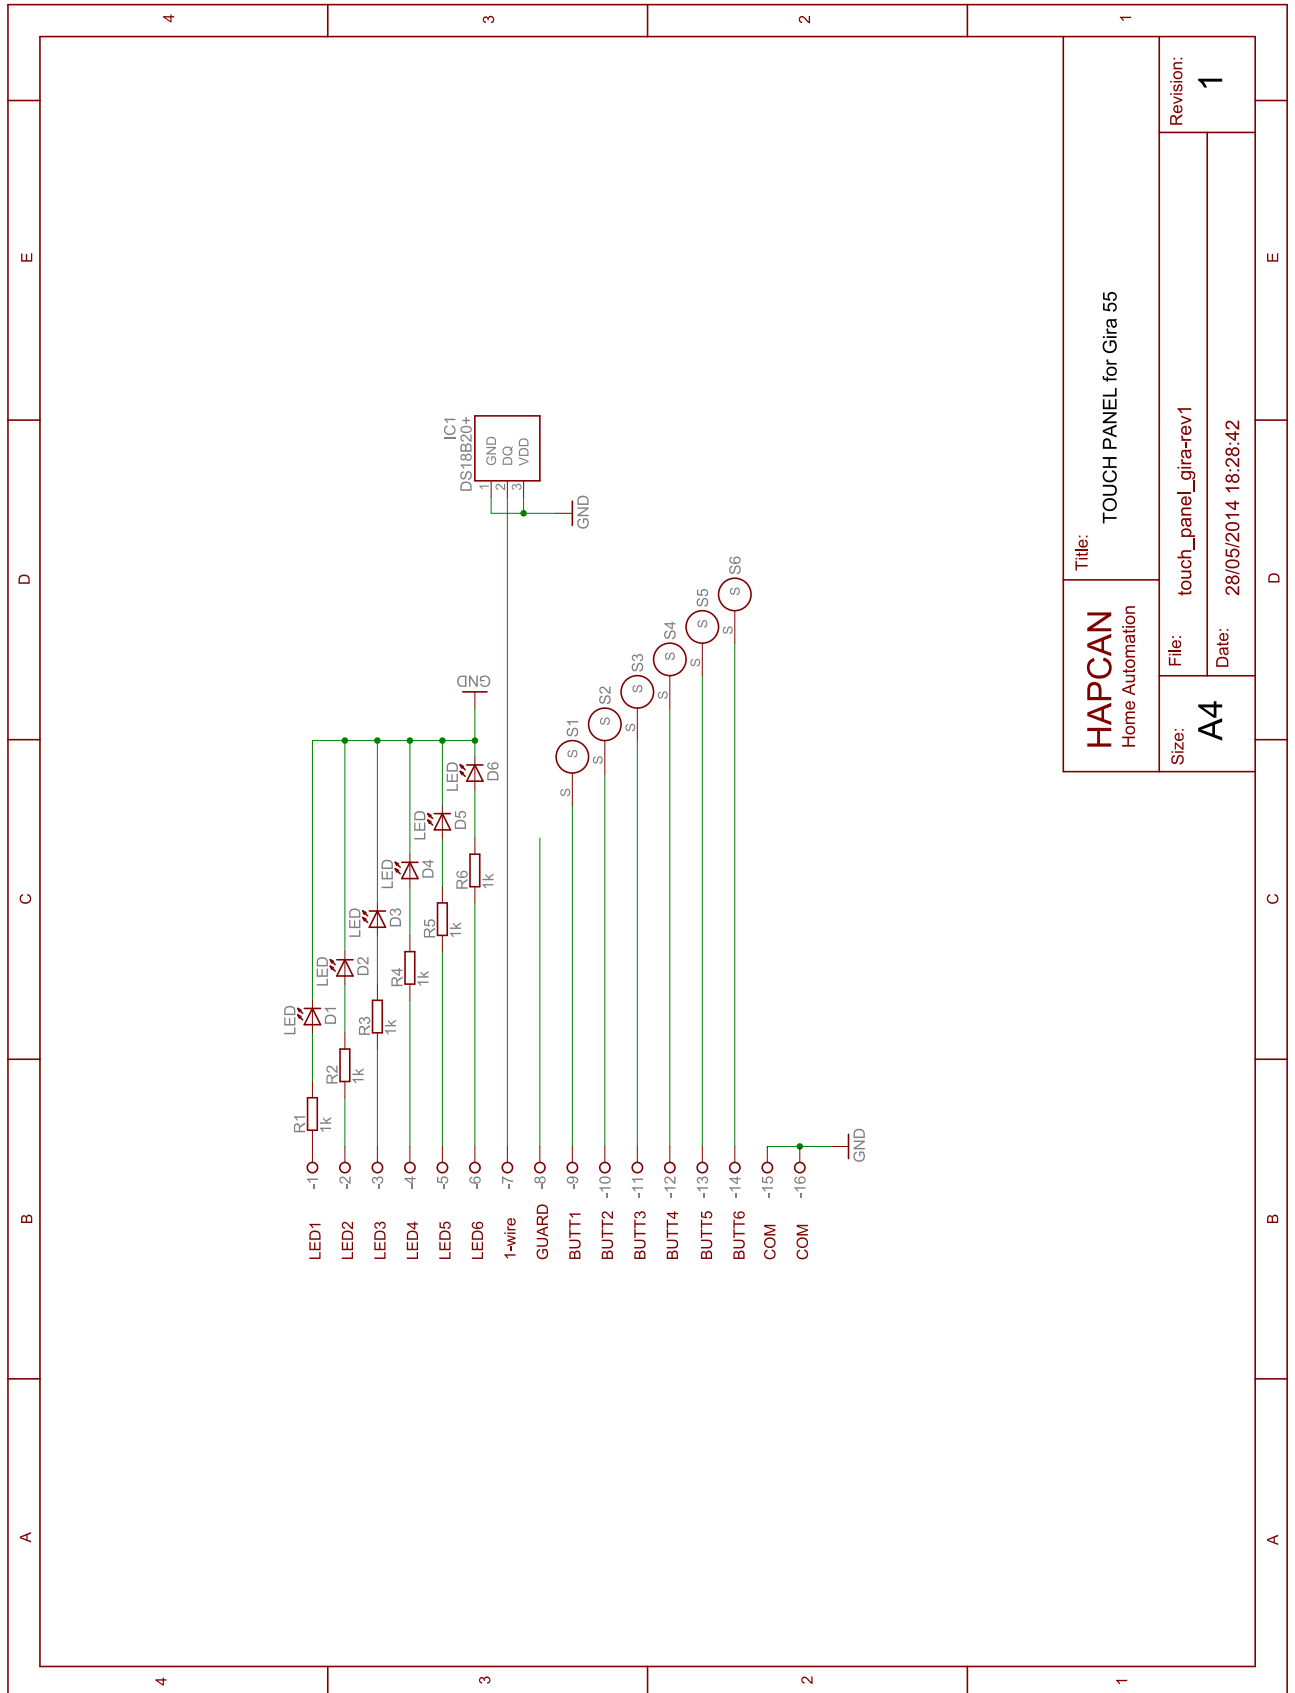 A
B
C
D
E
4
3
2
1
LED1
-1
R1
1k
LED
D1
LED2
-2
R2
1k
LED
D2
LED3
-3
R3
1k
LED
D3
LED4
-4
R4
1k
LED
D4
LED5
-5
R5
1k
LED
D5
LED6
-6
R6
1k
LED
D6
GND
1-wire
-7
IC1
DS18B20+
1
2
3
GND
DQ
VDD
GND
GUARD
-8
BUTT1
-9
S
S
S1
BUTT2
-10
S
S
S2
BUTT3
-11
S
S
S3
BUTT4
-12
S
S
S4
BUTT5
-13
S
S
S5
BUTT6
-14
S
S
S6
COM
-15
COM
-16
GND
HAPCAN
Home Automation
Title:
TOUCH PANEL for Gira 55
Size:
A4
File:
touch_panel_gira-rev1
Date:
28/05/2014 18:28:42
Revision:
1
4
3
2
1
A
B
C
D
E